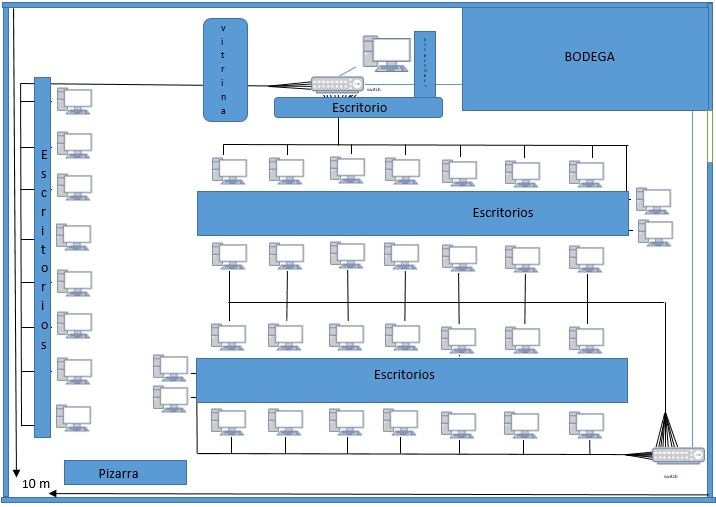 vitrina
BODEGA
switch
Escritorio
Escritorios
Escritorios
Escritorios
Pizarra
10 m
switch